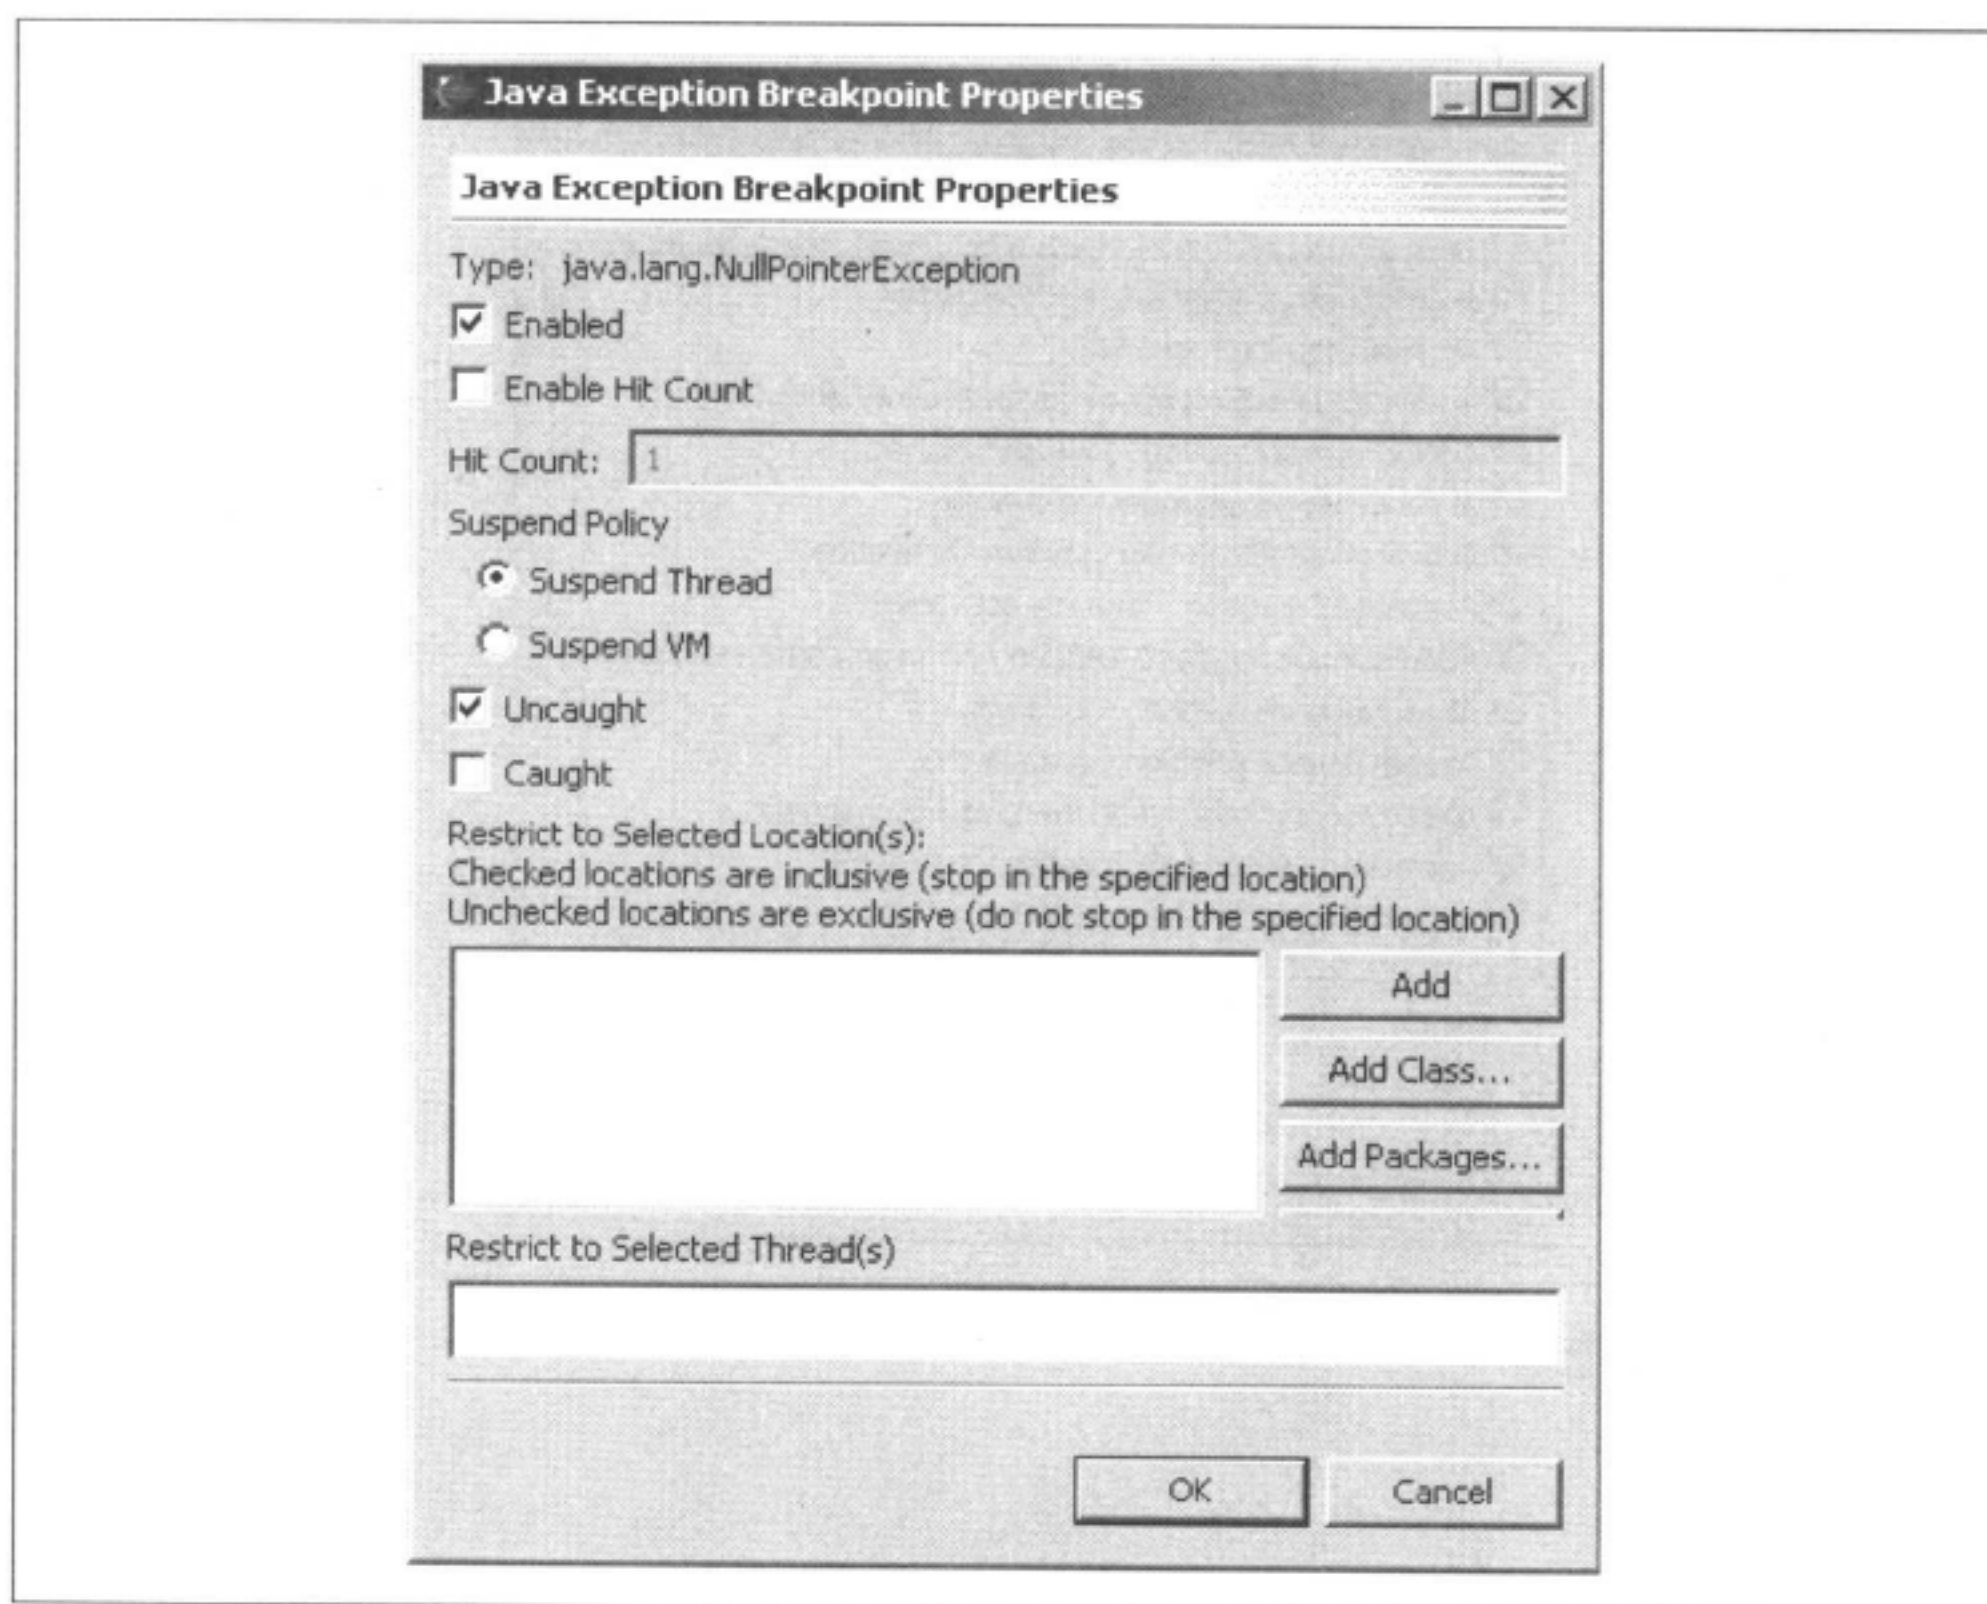 Java Exception Breakpoint Properties
Java Exception Breakpoint Properties
Type: java.lang.NullPointerException
Enabled
Enable Hit Count
Hit Count: 1
Suspend Policy
Suspend Thread
Suspend VM
Uncaught
Caught
Restrict to Selected Location(s):
Checked locations are inclusive (stop in the specified location)
Unchecked locations are exclusive (do not stop in the specified location)
Add
Add Class...
Add Packages...
Restrict to Selected Thread(s)
OK
Cancel